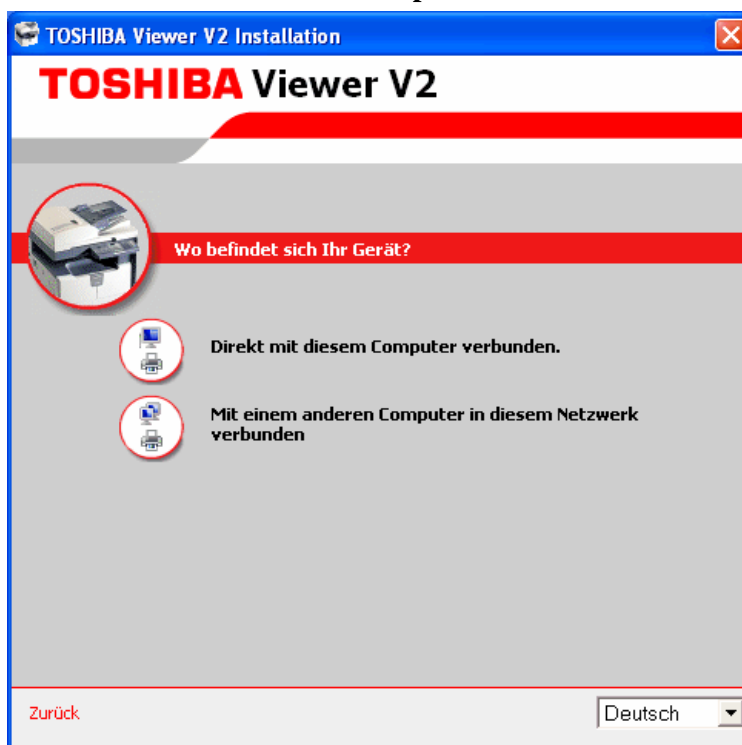 TOSHIBA Viewer V2 Installation
TOSHIBA Viewer V2
Wo befindet sich Ihr Gerät?
Direkt mit diesem Computer verbunden.
Mit einem anderen Computer in diesem Netzwerk
verbunden
Zurück
Deutsch